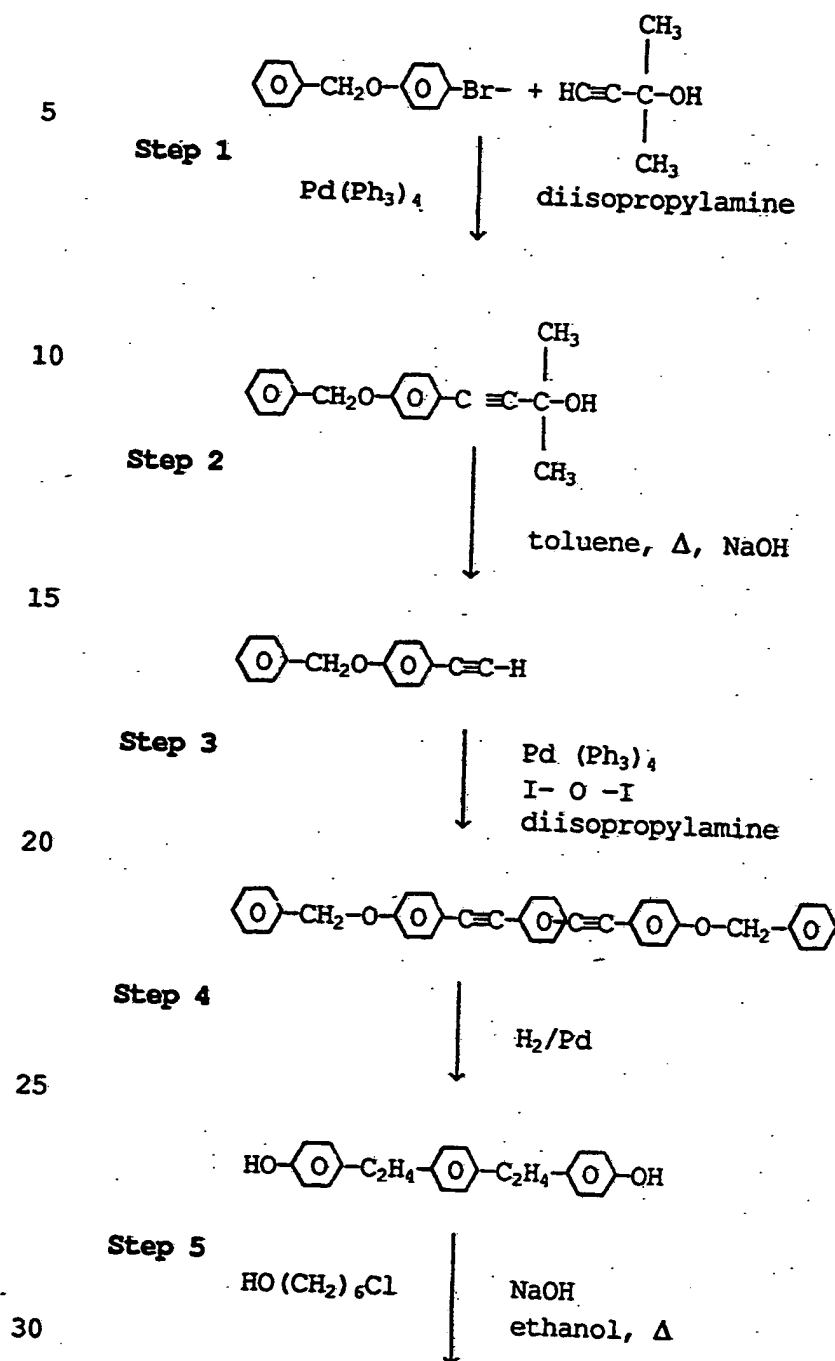 CH₃
5
CH₂O Br- + HC≡C-C-OH
Step 1
CH₃
Pd(Ph₃)₄ diisopropylamine
10
CH₃
CH₂O C ≡C-C-OH
Step 2
CH₃
toluene, Δ, NaOH
15
CH₂O C≡C-H
Step 3
Pd (Ph₃)₄
I- O -I
diisopropylamine
20
CH₂-O C≡C C≡C O-CH₂
Step 4
H₂/Pd
25
HO C₂H₄ C₂H₄ OH
Step 5
HO(CH₂)₆Cl NaOH
30 ethanol, Δ